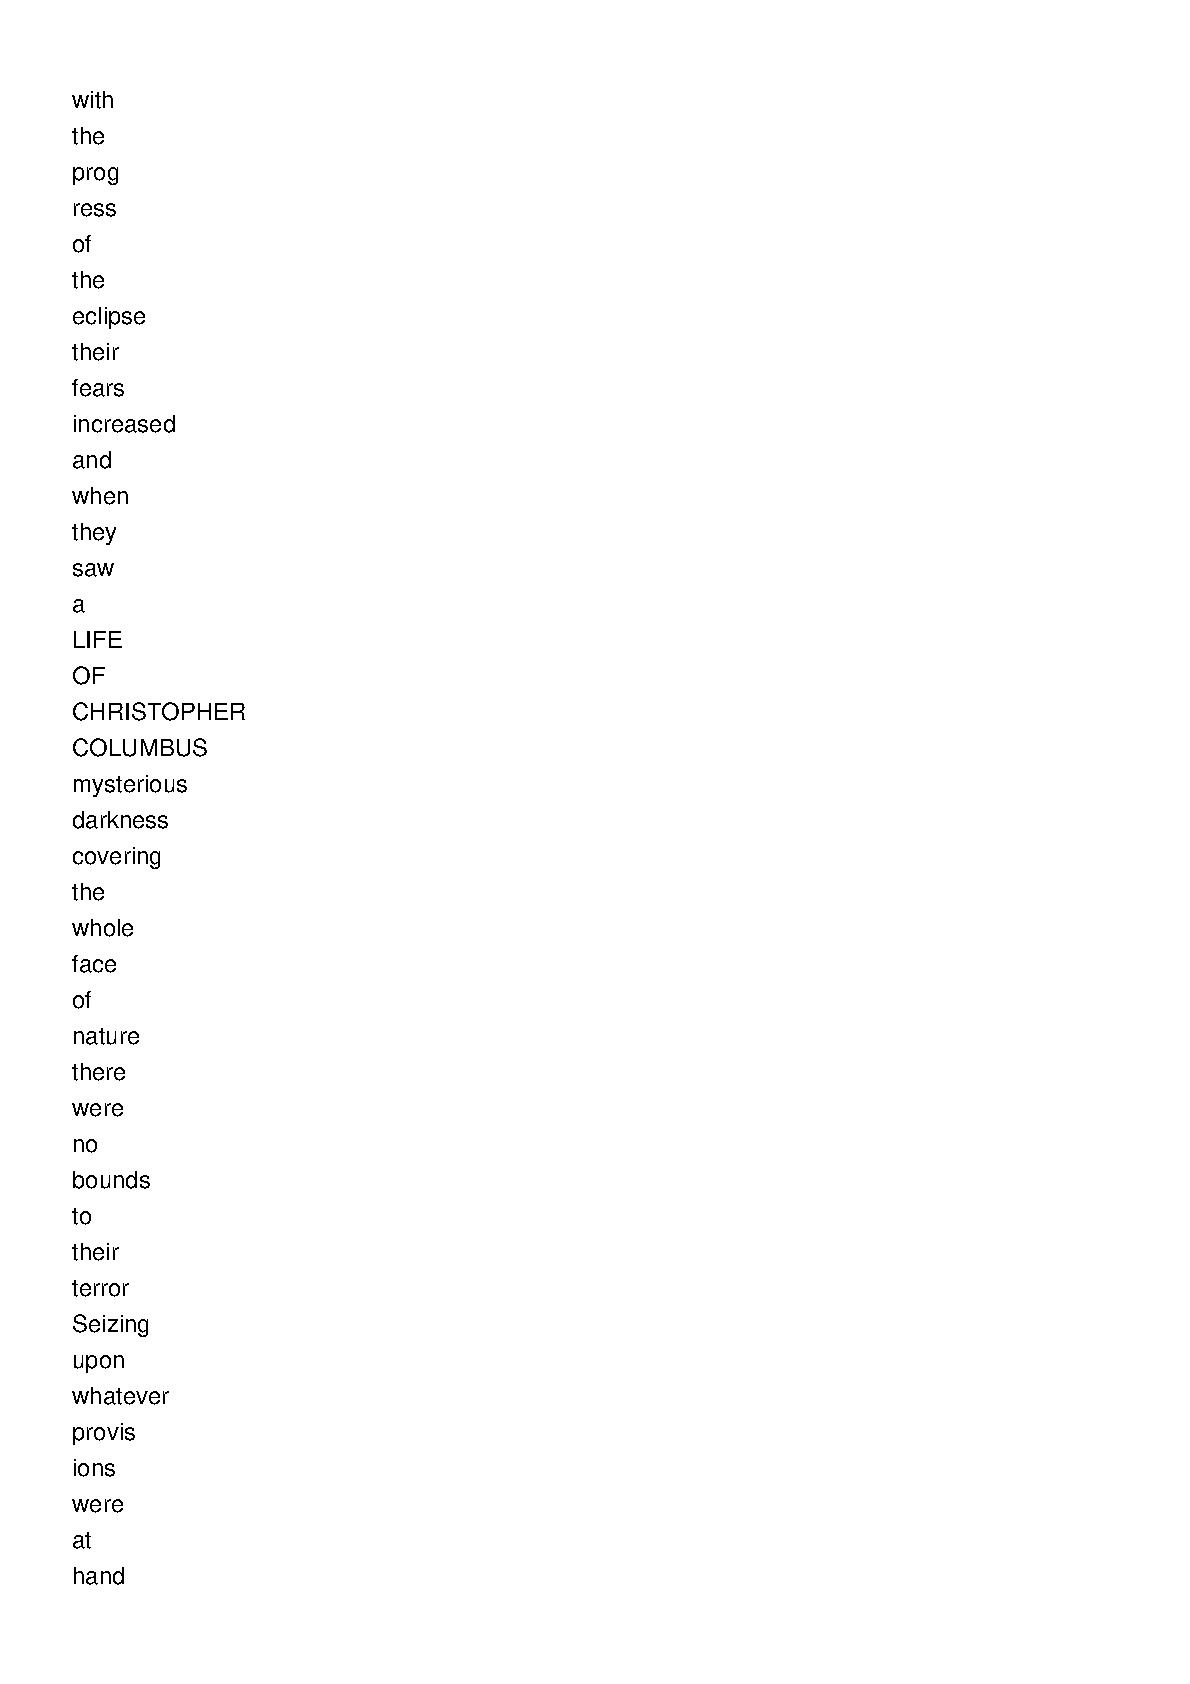 with
the
prog
ress
of
the
eclipse
their
fears
increased
and
when
they
saw
a
LIFE
OF
CHRISTOPHER
COLUMBUS
mysterious
darkness
covering
the
whole
face
of
nature
there
were
no
bounds
to
their
terror
Seizing
upon
whatever
provis
ions
were
at
hand